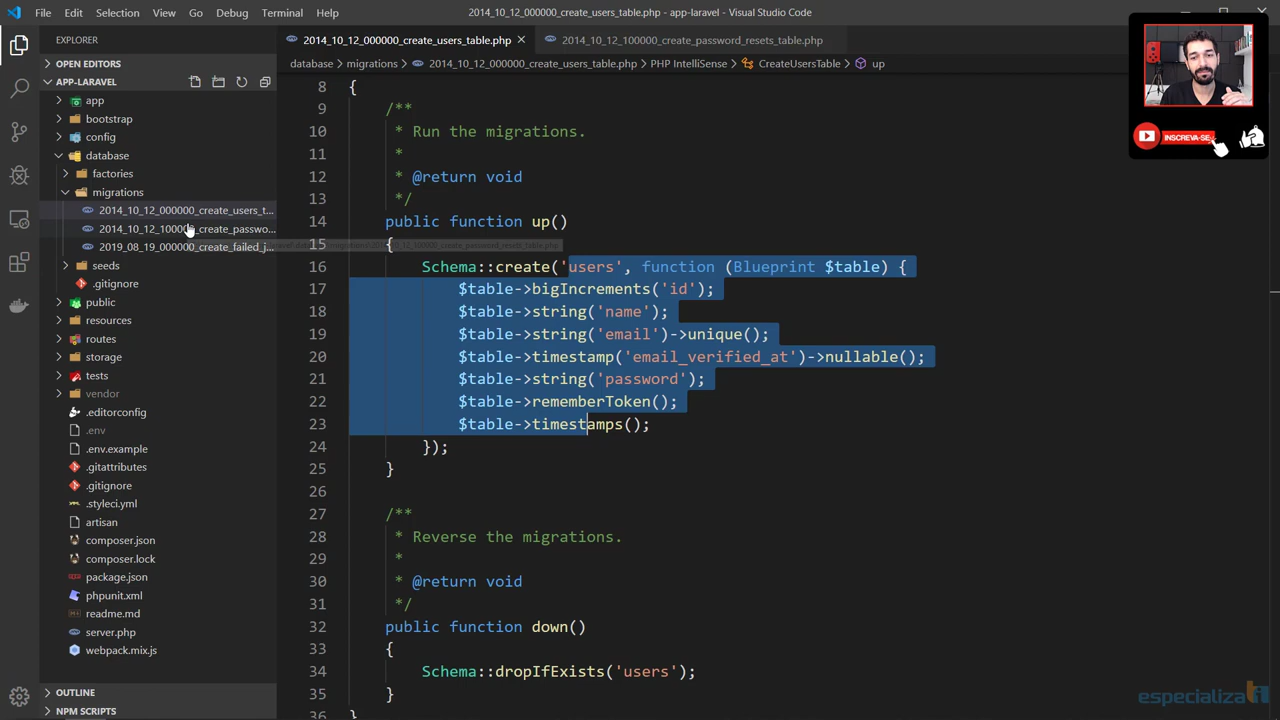 File Edit Selection View Go Debug Terminal Help
2014_10_12_000000_create_users_table.php - app-laravel - Visual Studio Code
EXPLORER
2014_10_12_000000_create_users_table.php
2014_10_12_100000_create_password_resets_table.php
OPEN EDITORS
APP-LARAVEL
database > migrations > 2014_10_12_000000_create_users_table.php > PHP IntelliSense > CreateUsersTable > up
app
bootstrap
config
database
factories
migrations
2014_10_12_000000_create_users_t...
2014_10_12_100000_create_passwo...
2019_08_19_000000_create_failed_j...
seeds
.gitignore
public
resources
routes
storage
tests
vendor
.editorconfig
.env
.env.example
.gitattributes
.gitignore
.styleci.yml
artisan
composer.json
composer.lock
package.json
phpunit.xml
readme.md
server.php
webpack.mix.js
OUTLINE
NPM SCRIPTS
8 {
9 /**
10 * Run the migrations.
11 *
12 * @return void
13 */
14 public function up()
15 {
16 Schema::create('users', function (Blueprint $table) {
17 $table->bigIncrements('id');
18 $table->string('name');
19 $table->string('email')->unique();
20 $table->timestamp('email_verified_at')->nullable();
21 $table->string('password');
22 $table->rememberToken();
23 $table->timestamps();
24 });
25 }
26
27 /**
28 * Reverse the migrations.
29 *
30 * @return void
31 */
32 public function down()
33 {
34 Schema::dropIfExists('users');
35 }
36 }
INSCREVA-SE
especializati